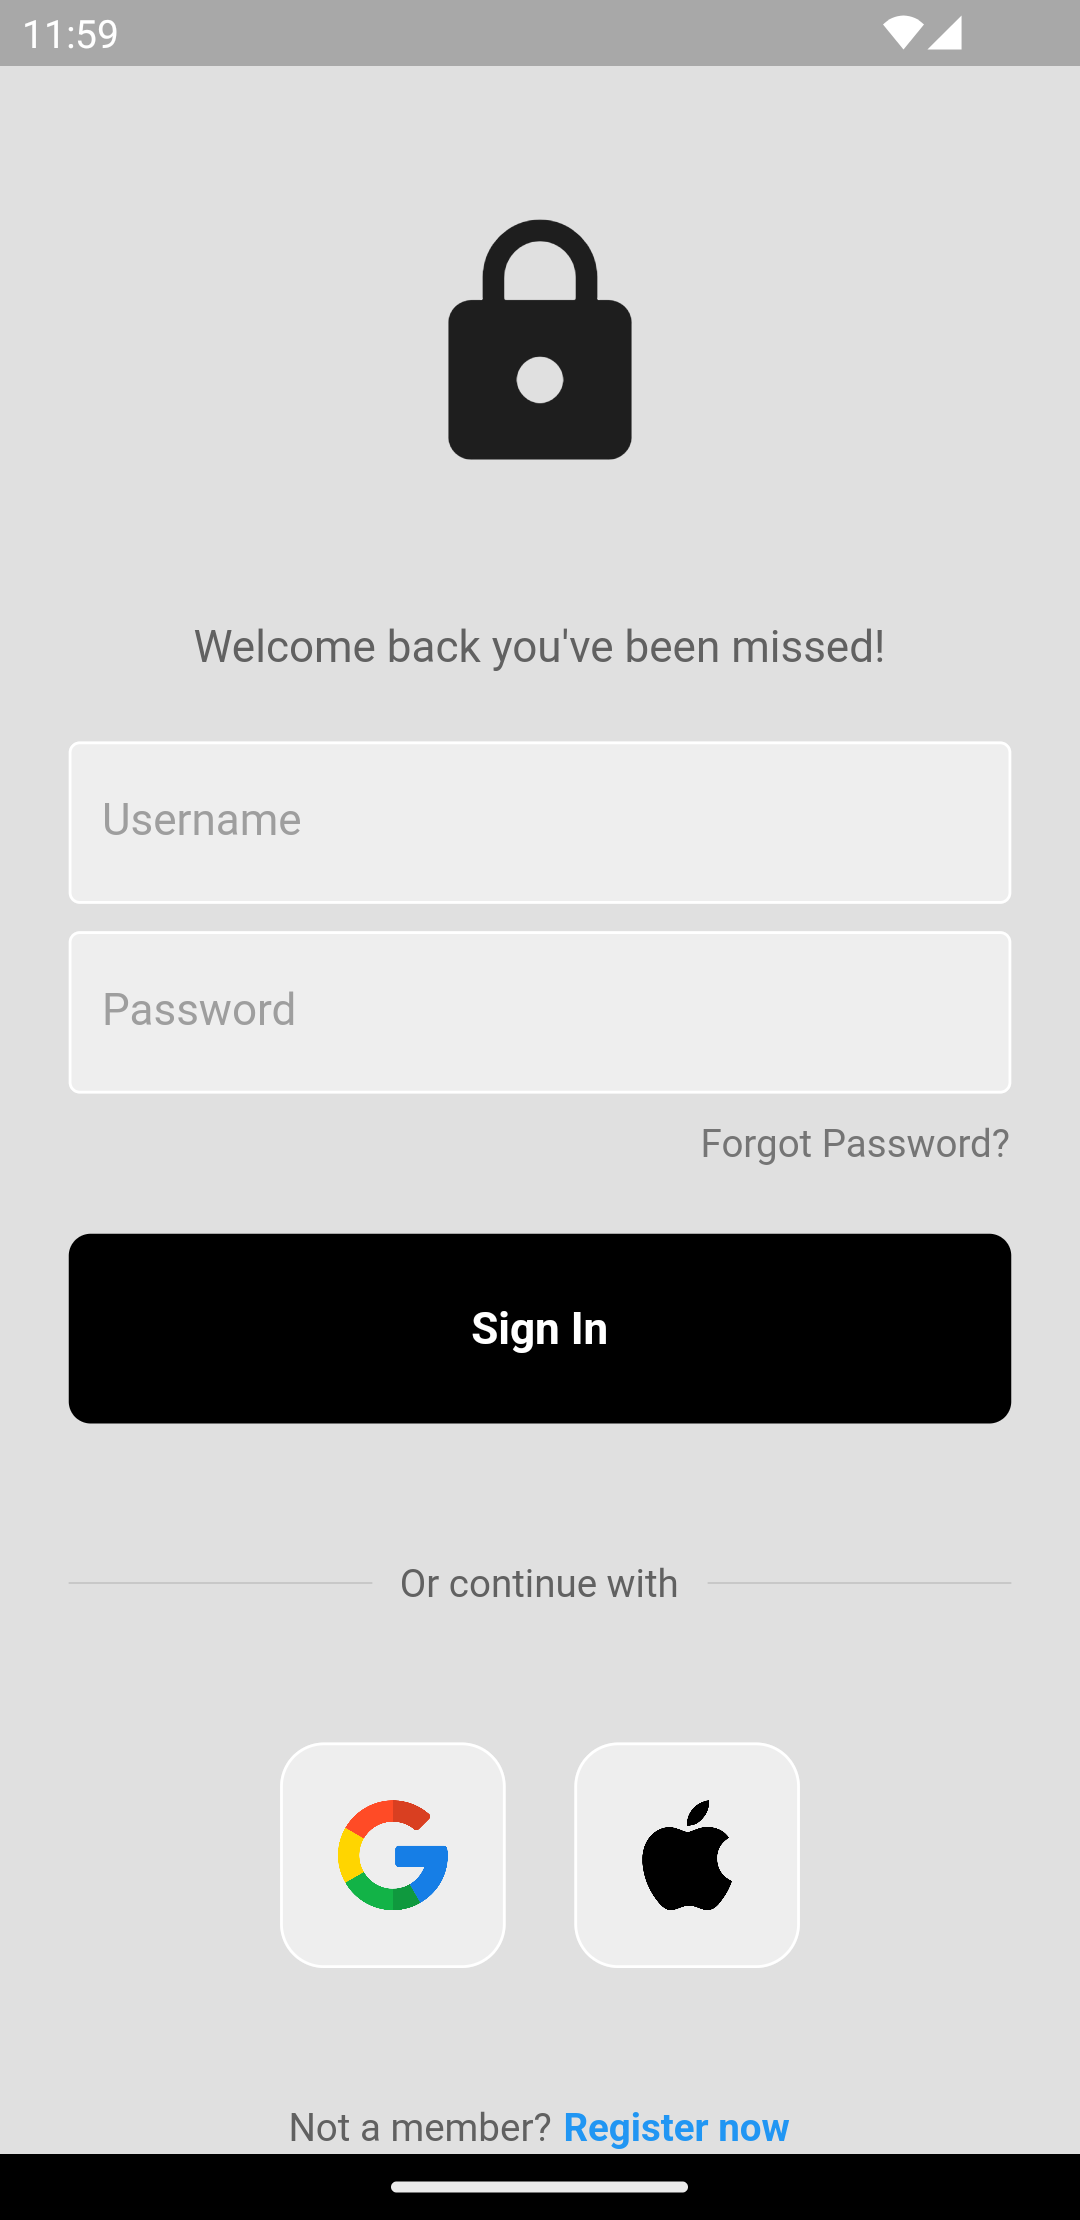 11:59
Welcome back you've been missed!
Username
Password
Forgot Password?
Sign In
Or continue with
Not a member? Register now